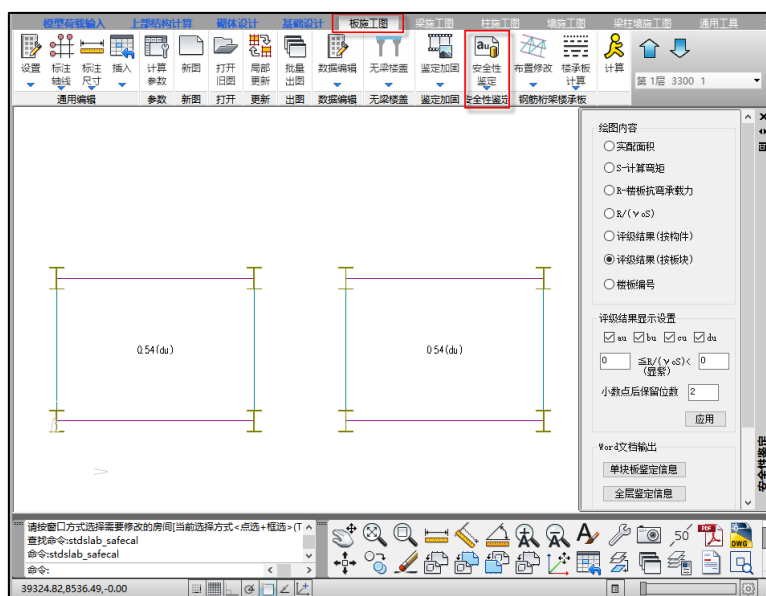 模型荷载输入 上部结构计算 砌体设计 基础设计 板施工图 梁施工图 柱施工图 墙施工图 梁柱墙施工图 通用工具
设置 标注轴线 标注尺寸 插入 计算参数 新图 打开旧图 局部更新 批量出图 数据编辑 无梁楼盖 鉴定加固 安全性鉴定 布置修改 楼承板计算 计算
第 1层 3300 1
通用编辑 参数 新图 打开 更新 出图 数据编辑 无梁楼盖 鉴定加固 安全性鉴定 钢筋桁架楼承板
绘图内容
实配面积
S-计算弯矩
R-楼板抗弯承载力
R/(γoS)
评级结果(按构件)
评级结果(按板块)
楼板编号
评级结果显示设置
au bu cu du
0 ≦R/(γoS)< 0
(显紫)
小数点后保留位数 2
应用
Word文档输出
单块板鉴定信息
全层鉴定信息
安全性鉴定
0.54(du) 0.54(du)
请按窗口方式选择需要修改的房间[当前选择方式<点选+框选>(T
查找命令:stdslab_safecal
命令:stdslab_safecal
命令:
50 PDF DWG
39324.82,8536.49,-0.00